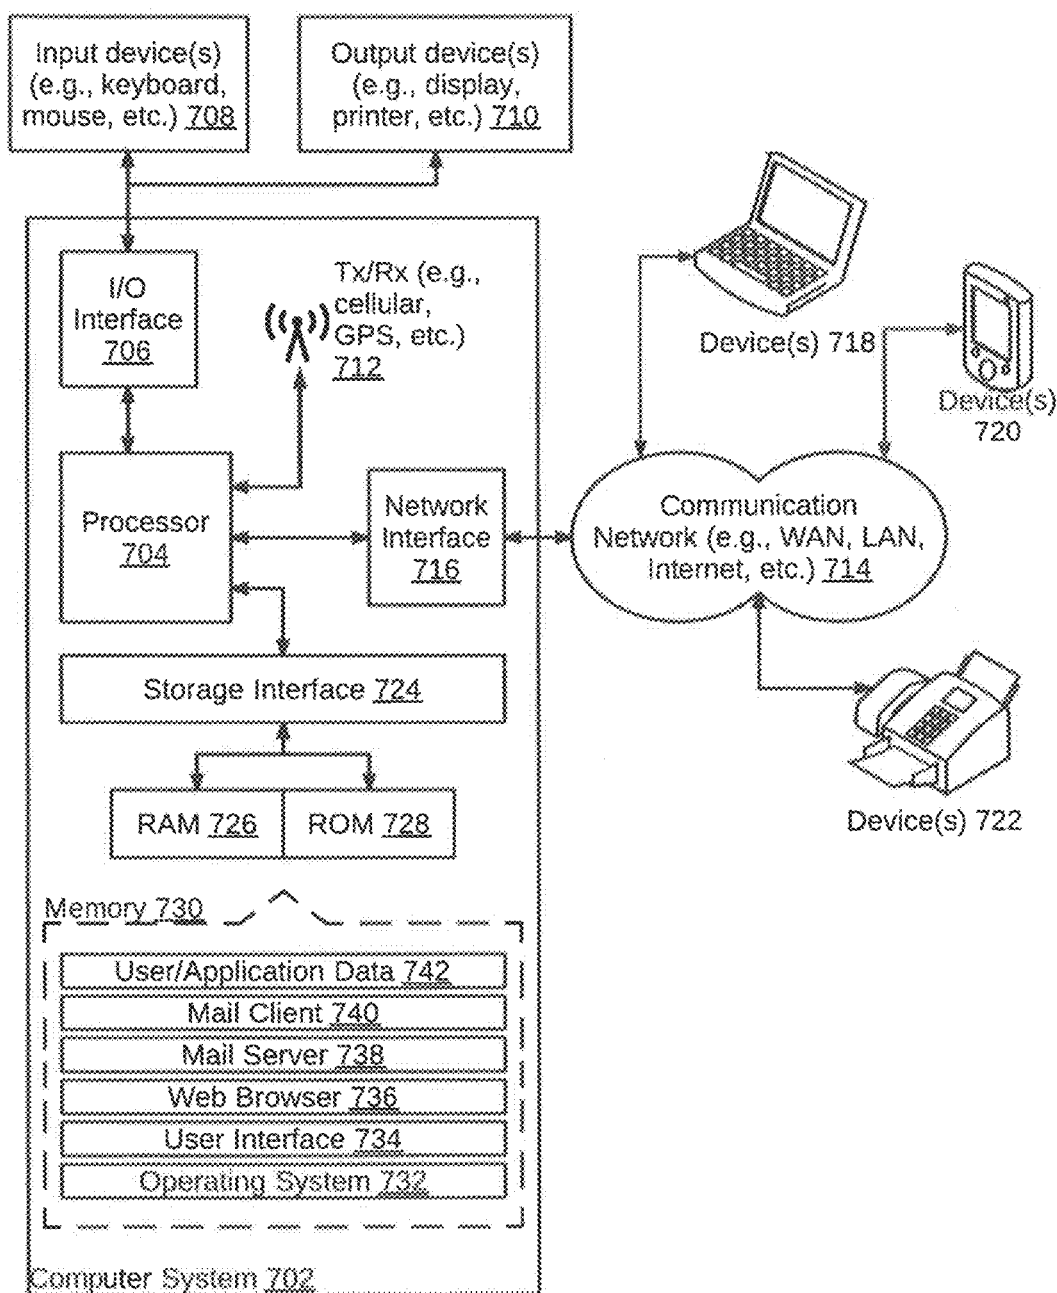 Input device(s)
(e.g., keyboard,
mouse, etc.) 708
Output device(s)
(e.g., display,
printer, etc.) 710
I/O
Interface
706
Tx/Rx (e.g.,
cellular,
GPS, etc.)
712
Device(s) 718
Device(s)
720
Processor
704
Network
Interface
716
Communication
Network (e.g., WAN, LAN,
Internet, etc.) 714
Storage Interface 724
RAM 726
ROM 728
Device(s) 722
Memory 730
User/Application Data 742
Mail Client 740
Mail Server 738
Web Browser 736
User Interface 734
Operating System 732
Computer System 702